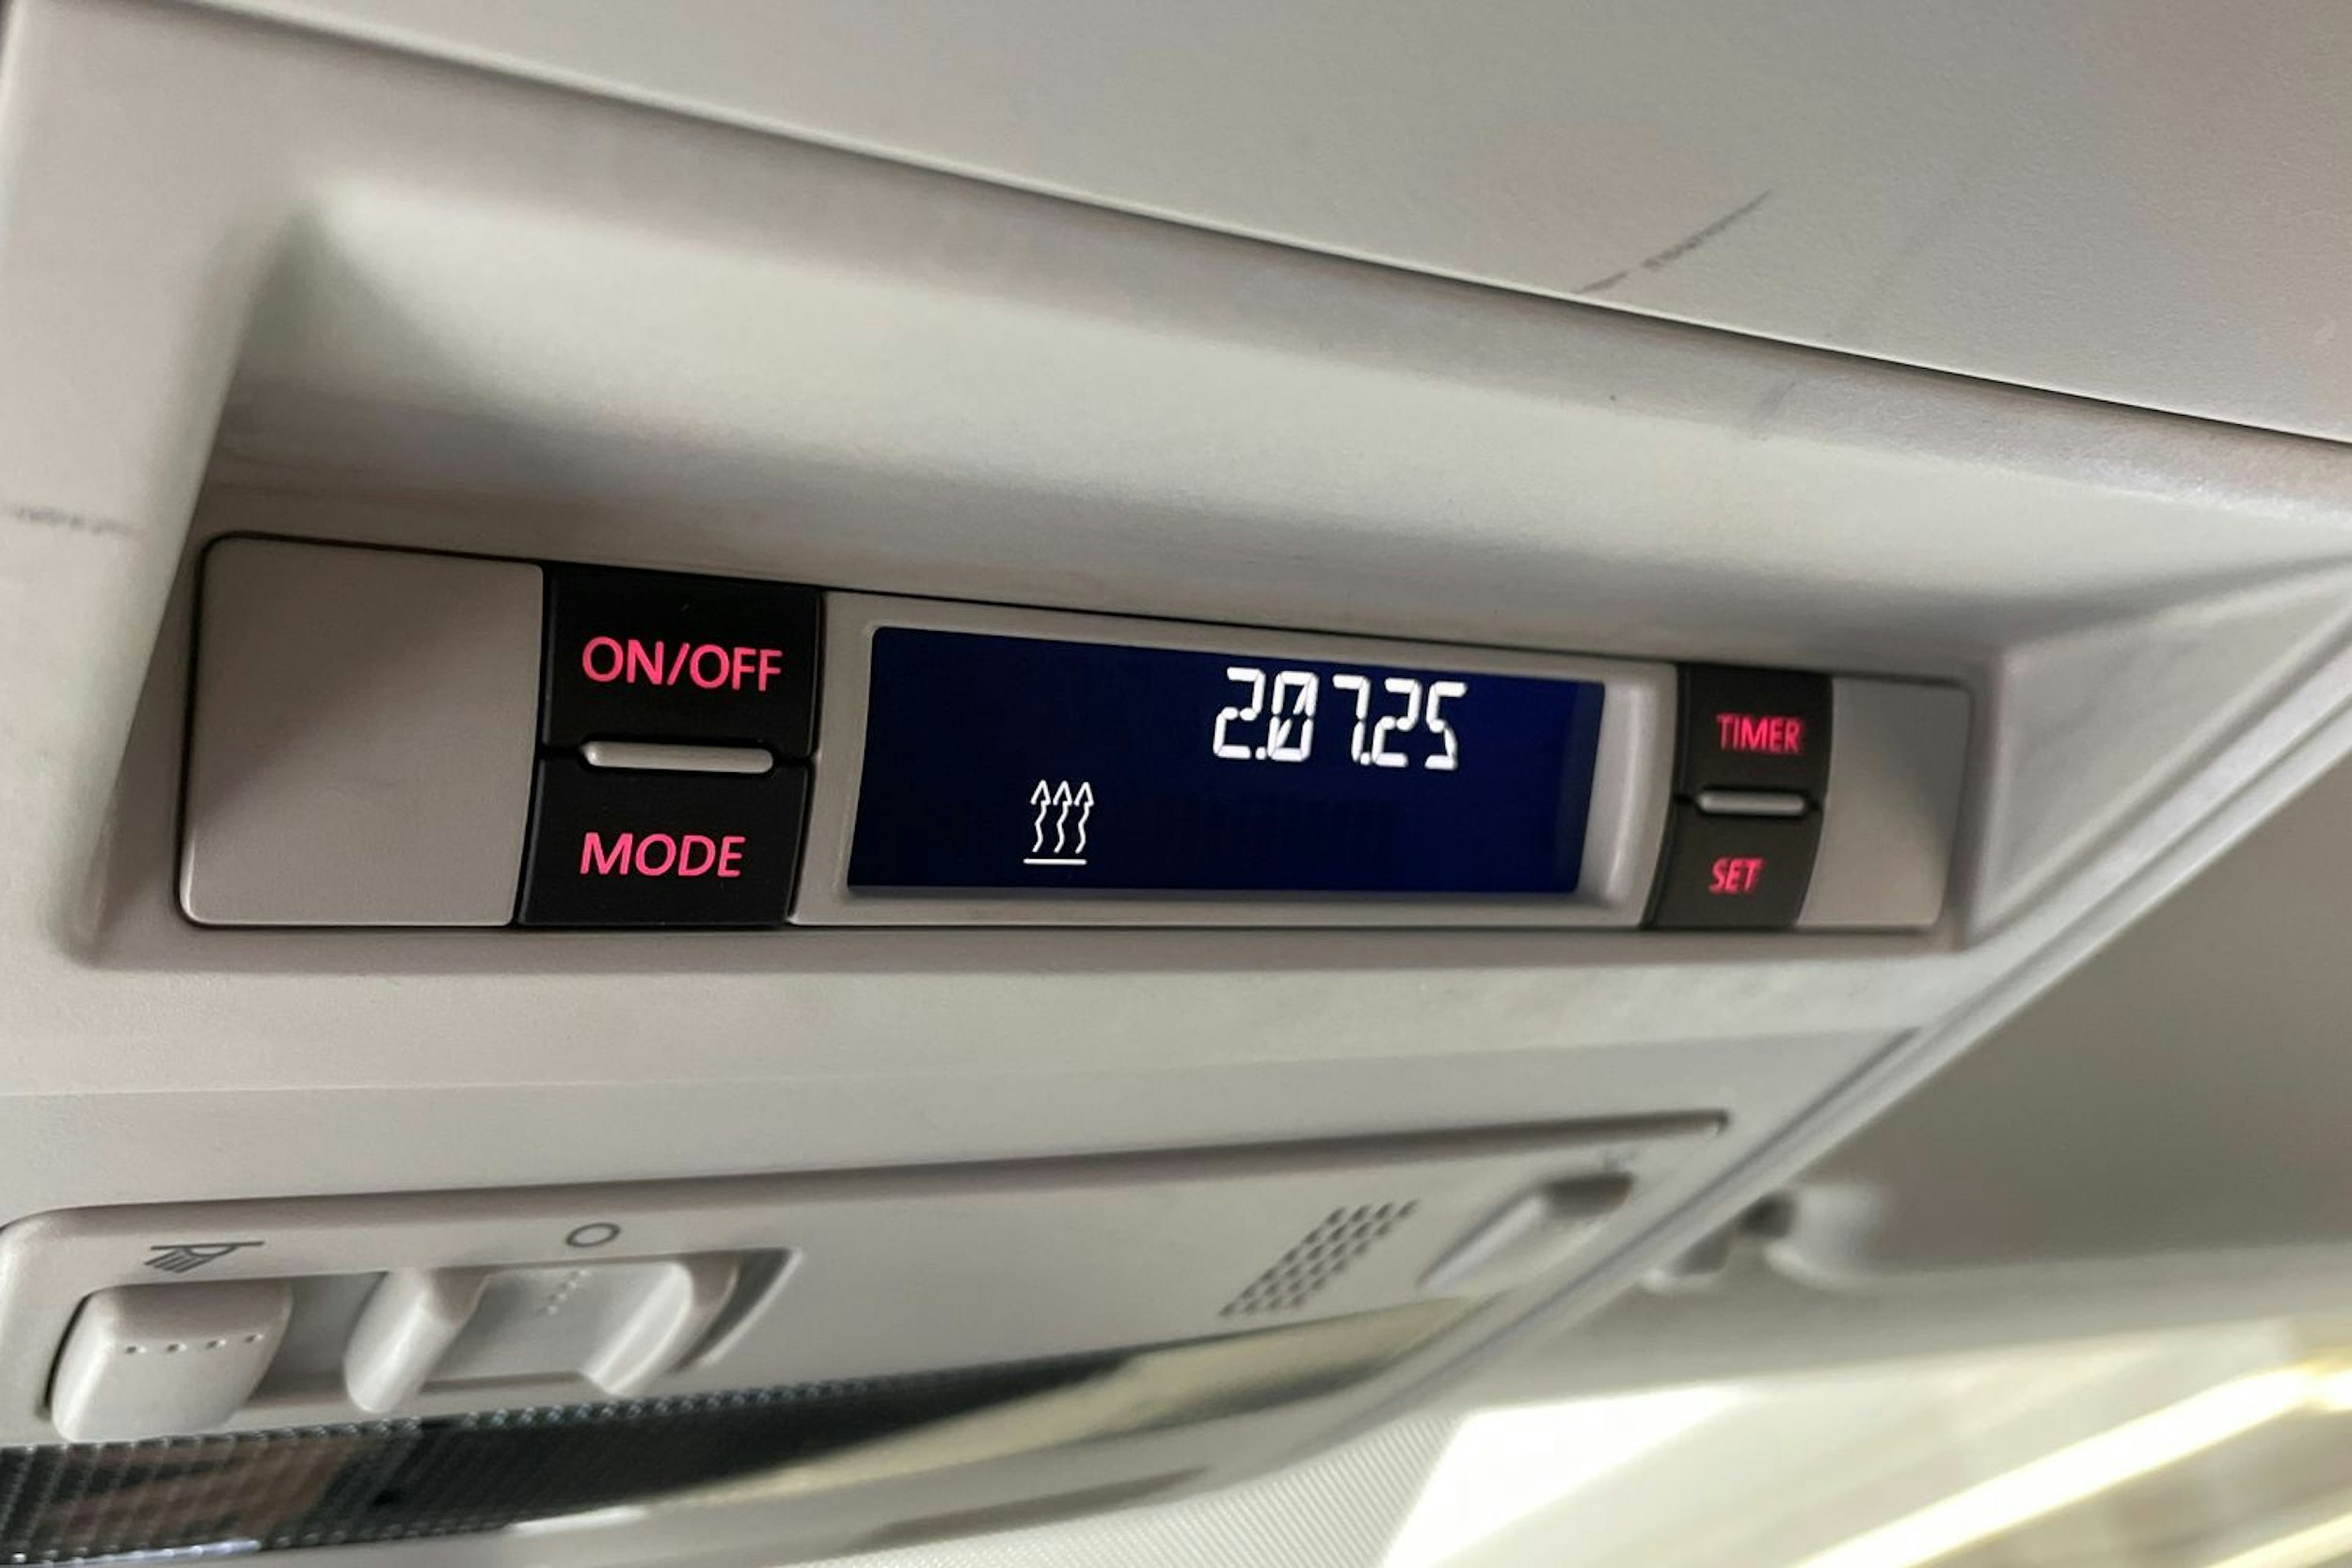 ON/OFF
MODE
2.07.25
TIMER
SET